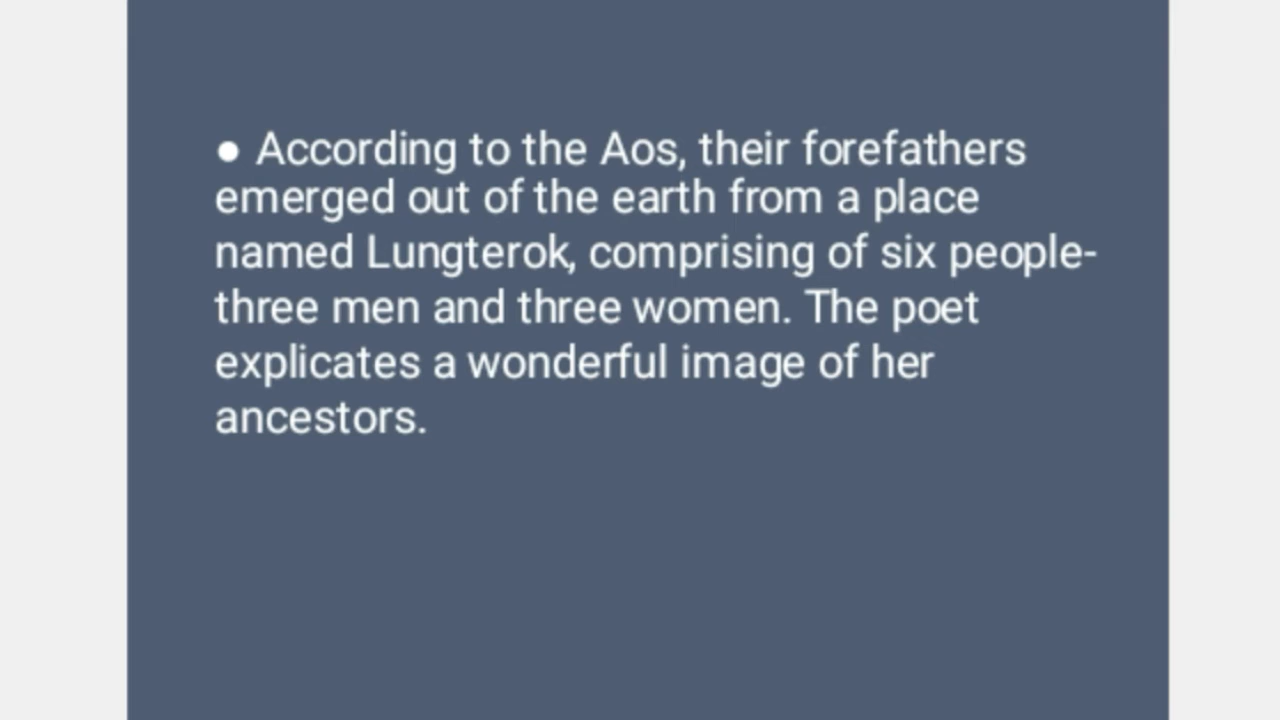 ● According to the Aos, their forefathers
emerged out of the earth from a place
named Lungterok, comprising of six people-
three men and three women. The poet
explicates a wonderful image of her
ancestors.